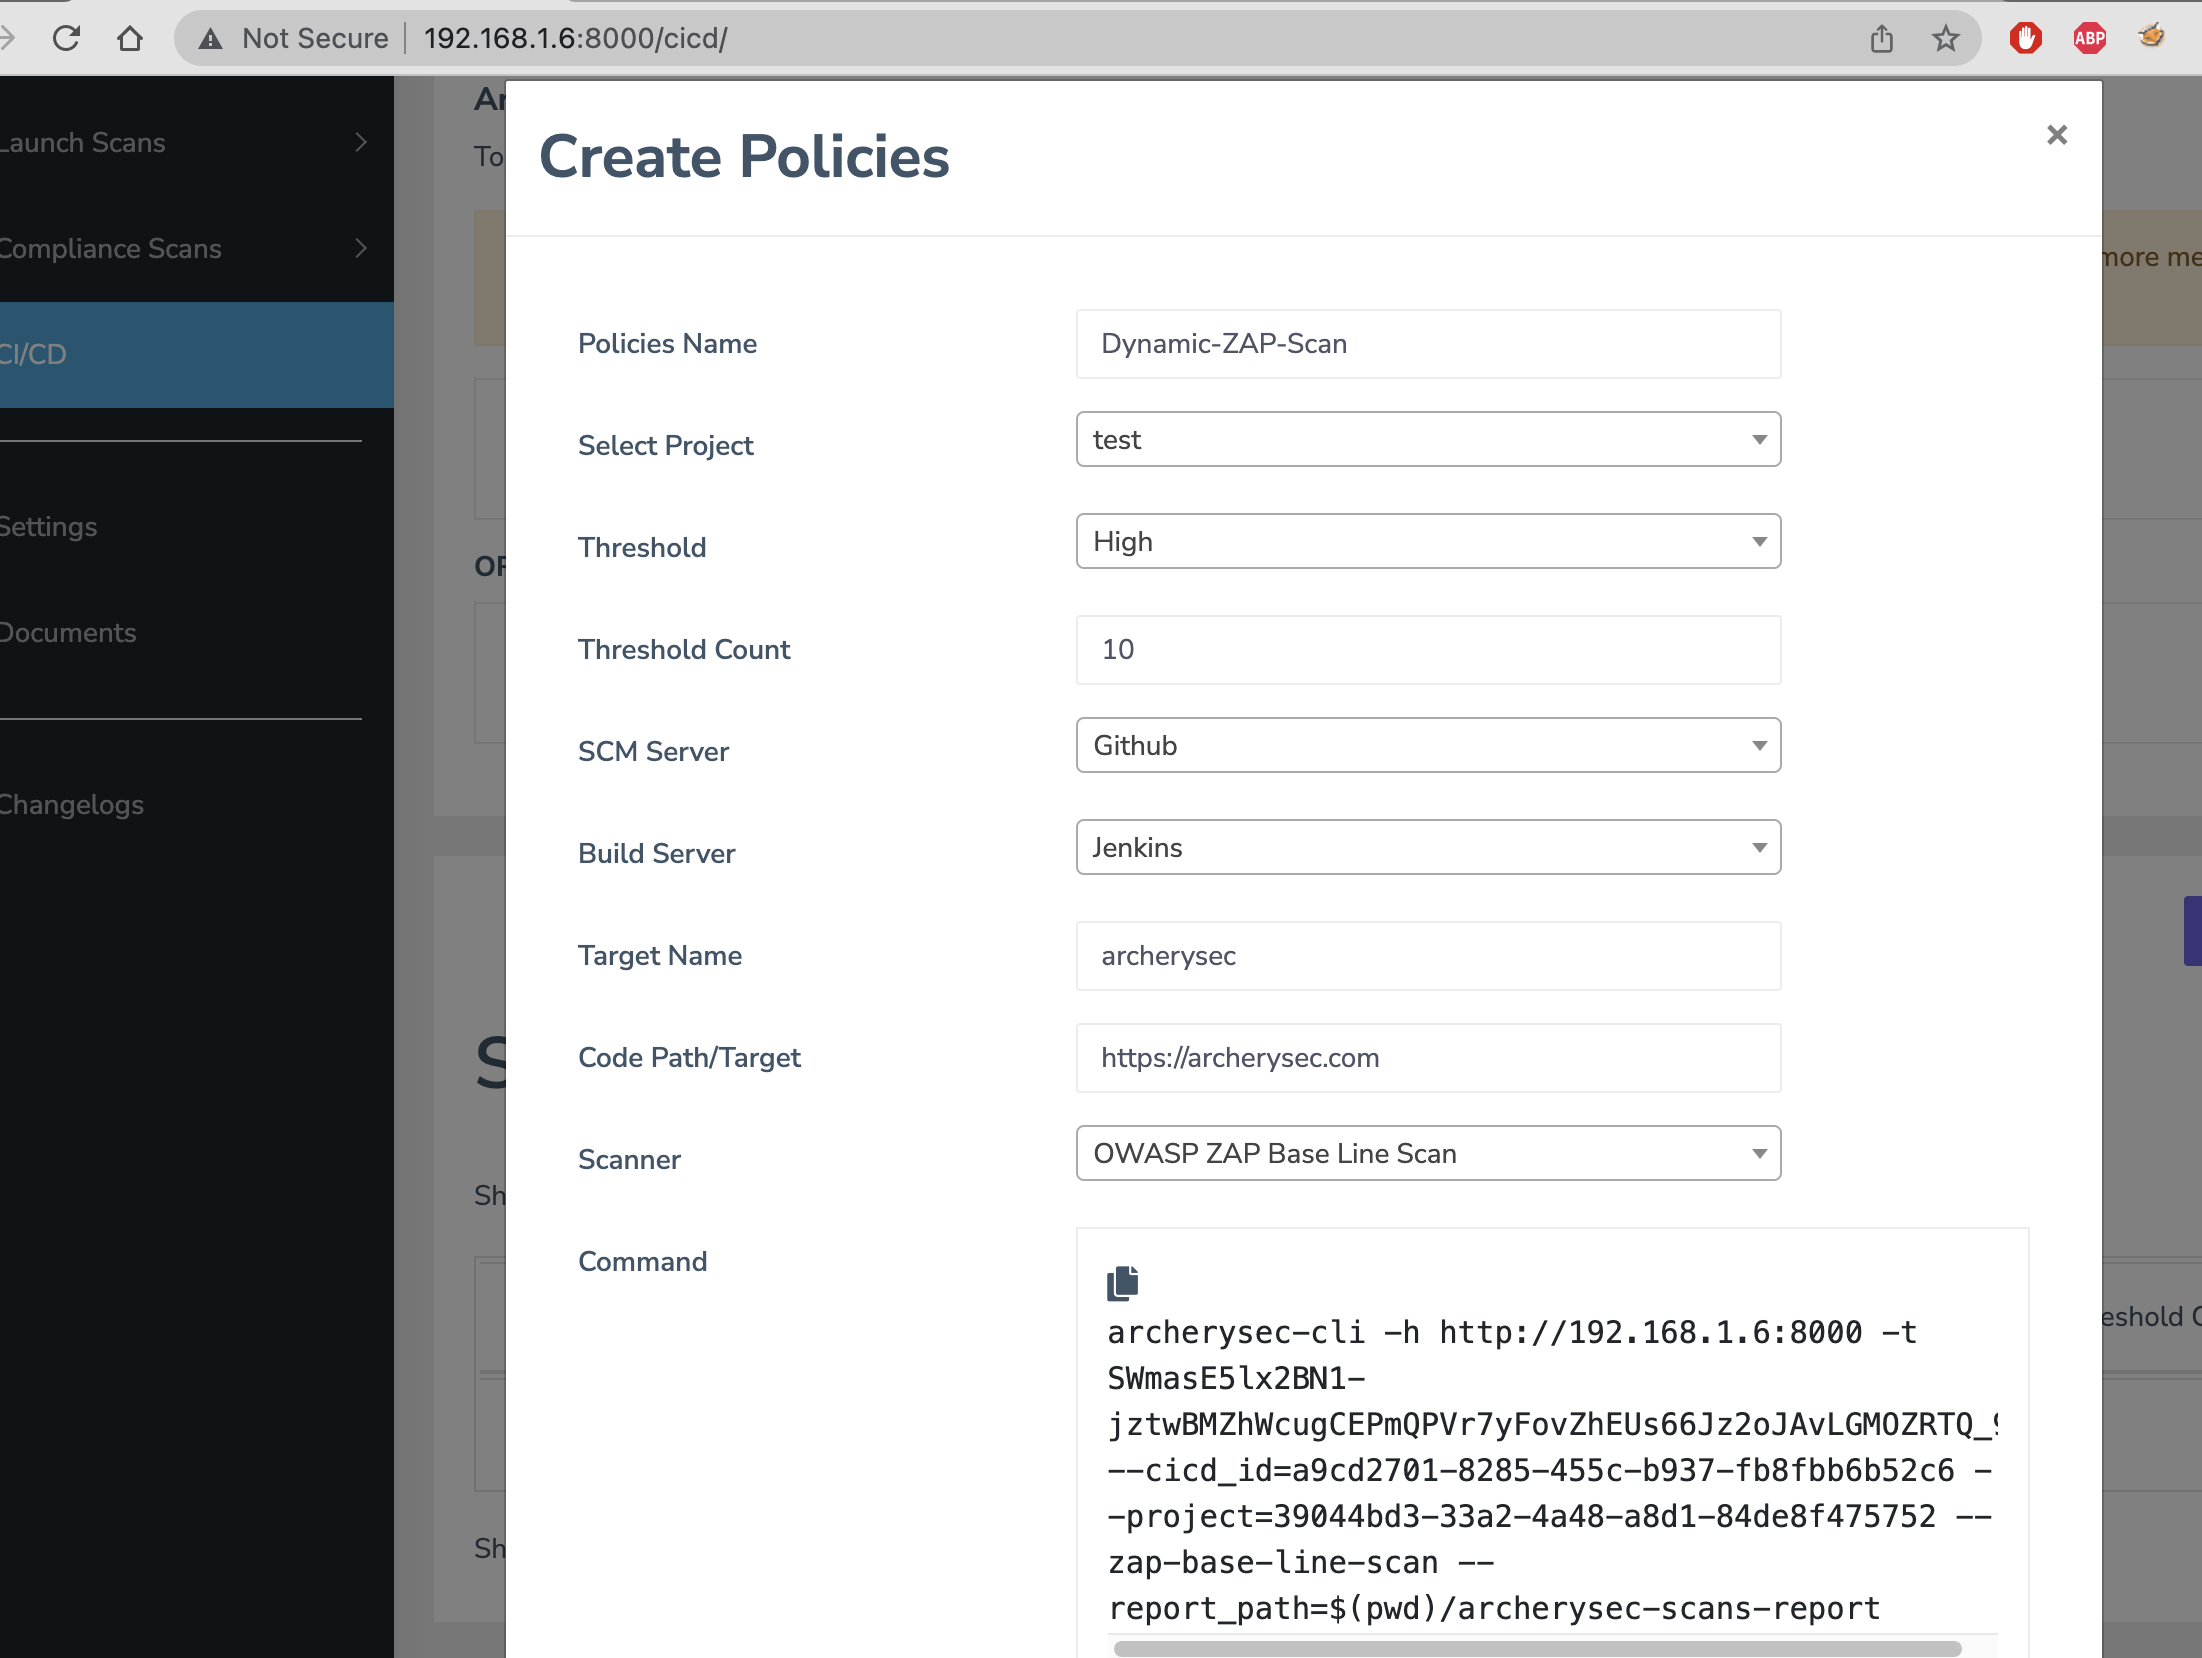 Not Secure 192.168.1.6:8000/cicd/
ABP
Launch Scans
Compliance Scans
CI/CD
Settings
Documents
Changelogs
To
more me
Create Policies
×
Policies Name
Dynamic-ZAP-Scan
Select Project
test
Threshold
High
Threshold Count
10
SCM Server
Github
Build Server
Jenkins
Target Name
archerysec
Code Path/Target
https://archerysec.com
Scanner
OWASP ZAP Base Line Scan
Command
archerysec-cli -h http://192.168.1.6:8000 -t
SWmasE5lx2BN1-
jztwBMZhWcugCEPmQPVr7yFovZhEUs66Jz2oJAvLGMOZRTQ_9
--cicd_id=a9cd2701-8285-455c-b937-fb8fbb6b52c6 -
-project=39044bd3-33a2-4a48-a8d1-84de8f475752 --
zap-base-line-scan --
report_path=$(pwd)/archerysec-scans-report
Sh
eshold
Sh